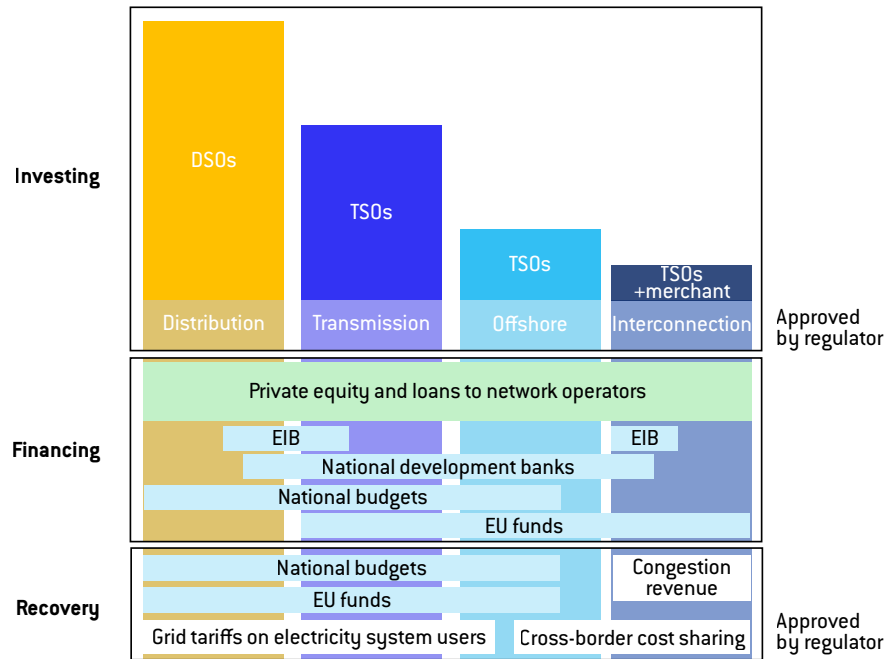 DSOs
Investing
TSOs
TSOs
TSOs
+merchant
Distribution
Transmission
Offshore
Interconnection
Approved
by regulator
Private equity and loans to network operators
Financing
EIB
EIB
National development banks
National budgets
EU funds
Recovery
National budgets
Congestion
revenue
EU funds
Grid tariffs on electricity system users
Cross-border cost sharing
Approved
by regulator